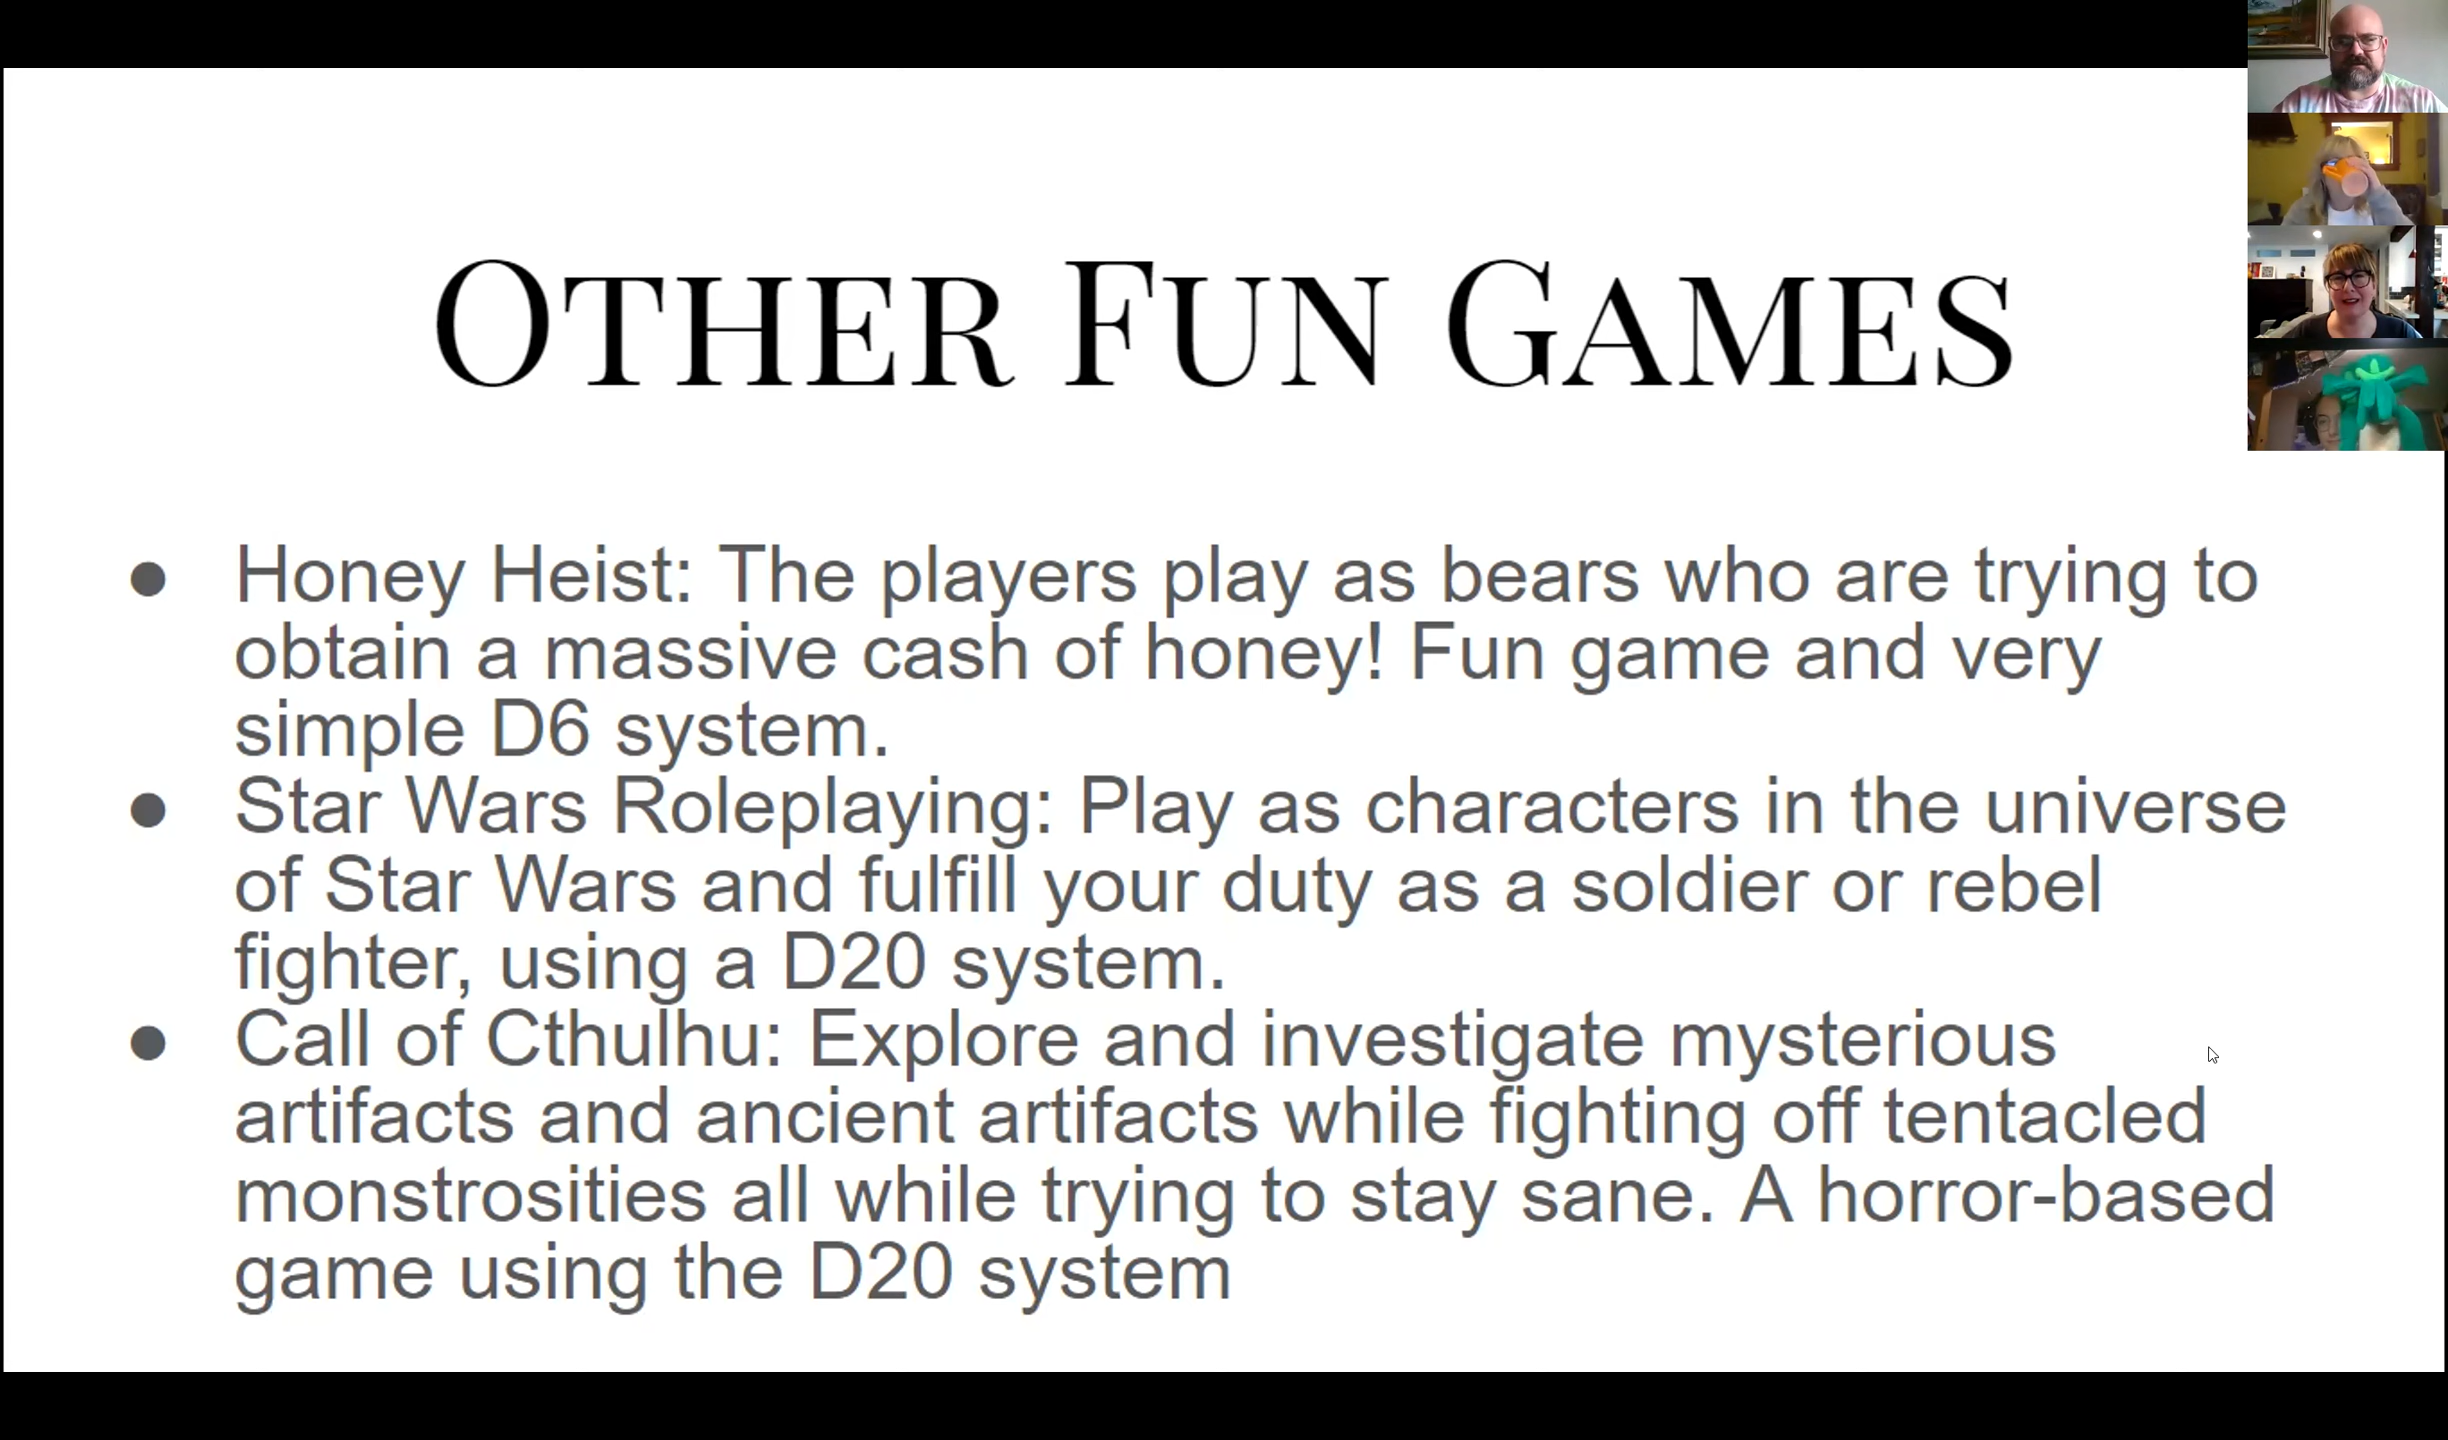 OTHER FUN GAMES
● Honey Heist: The players play as bears who are trying to
obtain a massive cash of honey! Fun game and very
simple D6 system.
● Star Wars Roleplaying: Play as characters in the universe
of Star Wars and fulfill your duty as a soldier or rebel
fighter, using a D20 system.
● Call of Cthulhu: Explore and investigate mysterious
artifacts and ancient artifacts while fighting off tentacled
monstrosities all while trying to stay sane. A horror-based
game using the D20 system